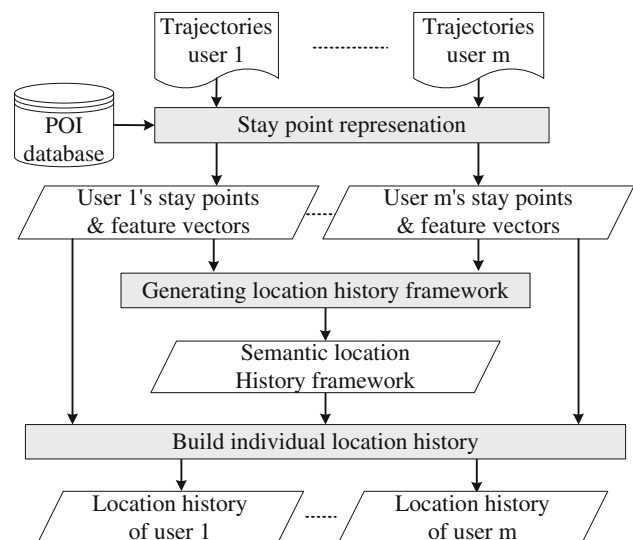 Trajectories
user 1
Trajectories
user m
POI
database
Stay point represenation
User 1's stay points
& feature vectors
User m's stay points
& feature vectors
Generating location history framework
Semantic location
History framework
Build individual location history
Location history
of user 1
Location history
of user m